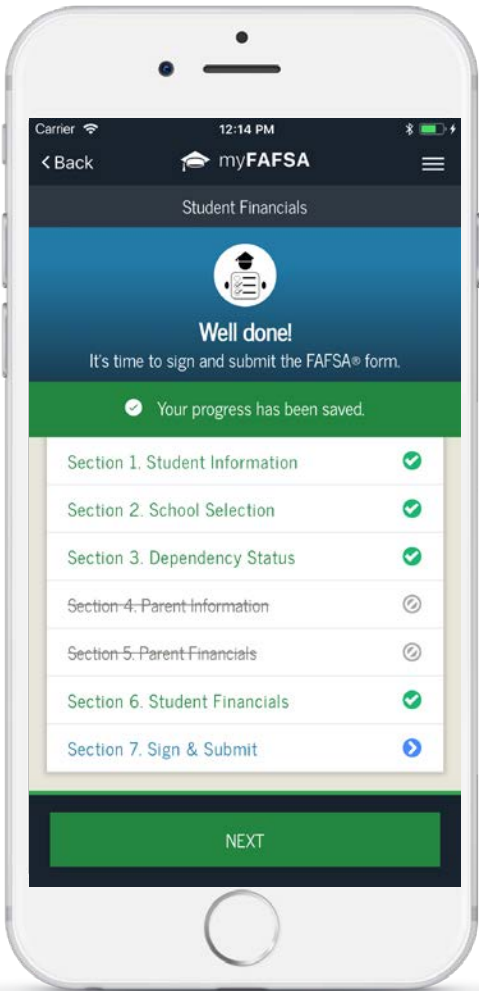 Carrier 12:14 PM
Back myFAFSA
Student Financials
Well done!
It's time to sign and submit the FAFSA® form.
Your progress has been saved.
Section 1. Student Information
Section 2. School Selection
Section 3. Dependency Status
Section 4. Parent Information
Section 5. Parent Financials
Section 6. Student Financials
Section 7. Sign & Submit
NEXT